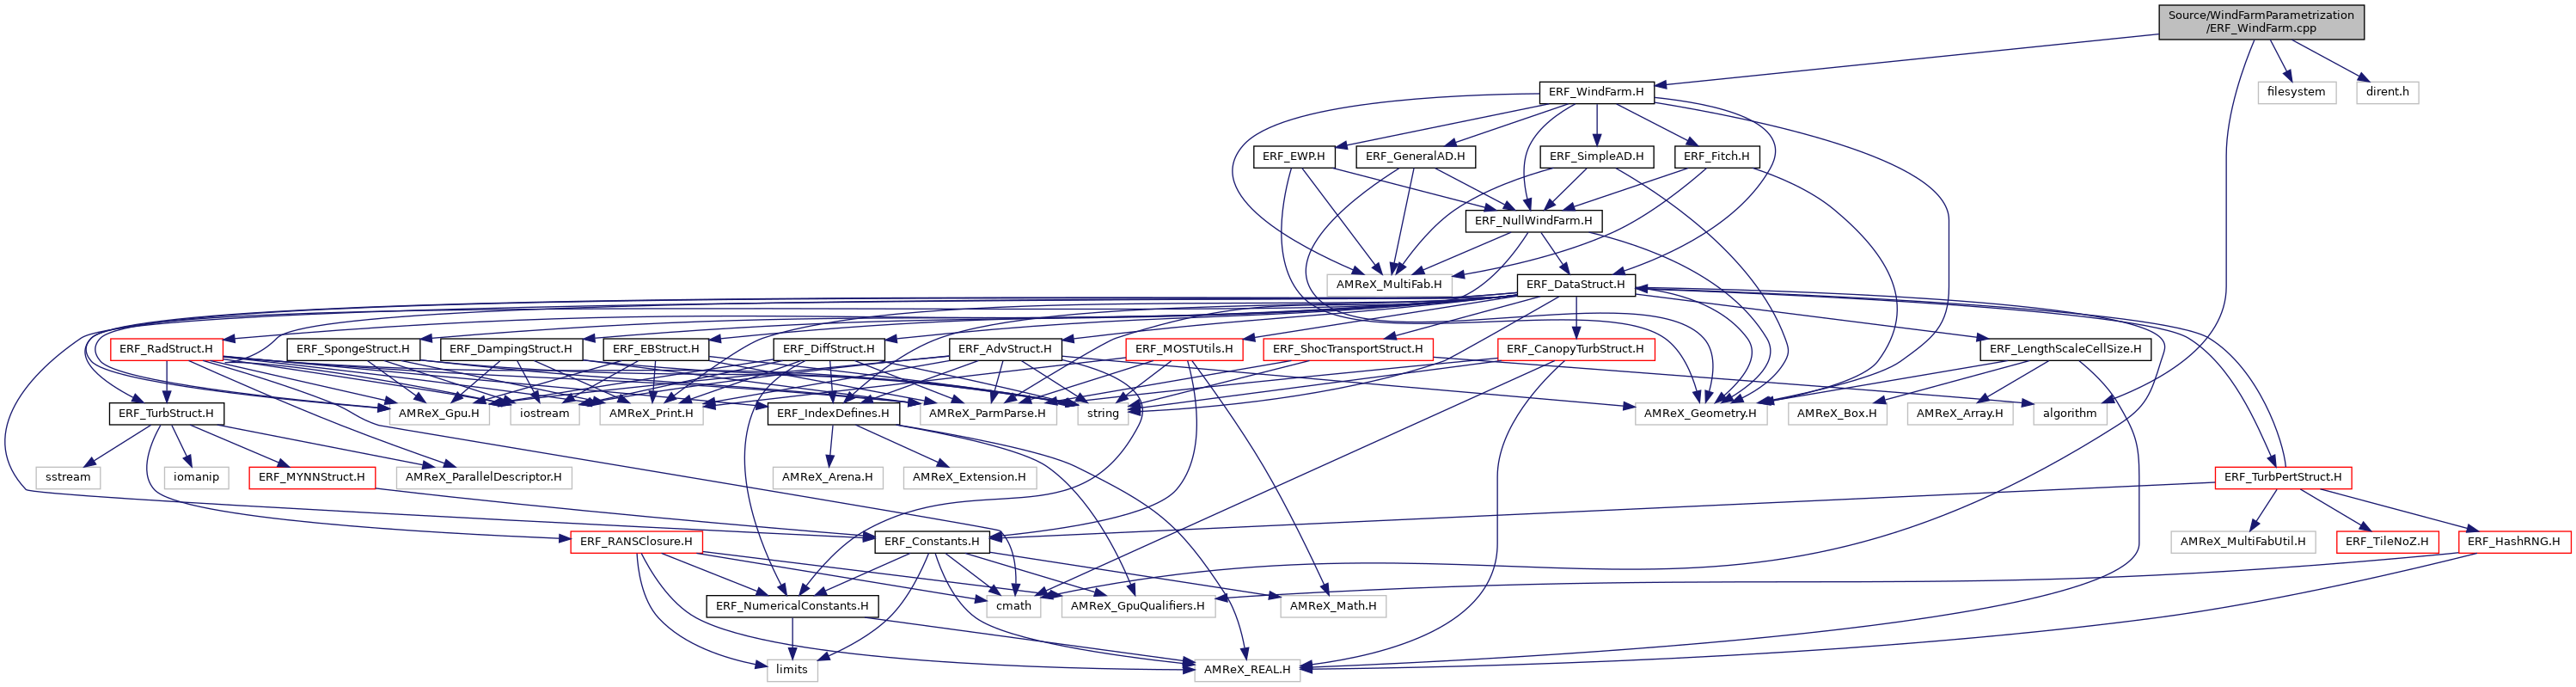 Source/WindFarmParametrization
/ERF_WindFarm.cpp
ERF_WindFarm.H
filesystem
dirent.h
ERF_EWP.H
ERF_GeneralAD.H
ERF_SimpleAD.H
ERF_Fitch.H
ERF_NullWindFarm.H
AMReX_MultiFab.H
ERF_DataStruct.H
ERF_RadStruct.H
ERF_SpongeStruct.H
ERF_DampingStruct.H
ERF_EBStruct.H
ERF_DiffStruct.H
ERF_AdvStruct.H
ERF_MOSTUtils.H
ERF_ShocTransportStruct.H
ERF_CanopyTurbStruct.H
ERF_LengthScaleCellSize.H
ERF_TurbStruct.H
AMReX_Gpu.H
iostream
AMReX_Print.H
ERF_IndexDefines.H
AMReX_ParmParse.H
string
AMReX_Geometry.H
AMReX_Box.H
AMReX_Array.H
algorithm
sstream
iomanip
ERF_MYNNStruct.H
AMReX_ParallelDescriptor.H
AMReX_Arena.H
AMReX_Extension.H
ERF_TurbPertStruct.H
ERF_RANSClosure.H
ERF_Constants.H
AMReX_MultiFabUtil.H
ERF_TileNoZ.H
ERF_HashRNG.H
ERF_NumericalConstants.H
cmath
AMReX_GpuQualifiers.H
AMReX_Math.H
limits
AMReX_REAL.H